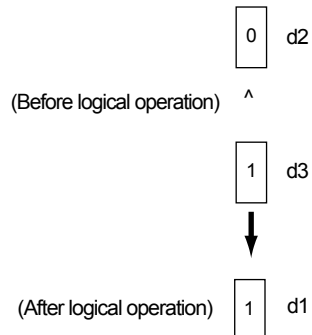 0 d2
(Before logical operation) ^
1 d3
(After logical operation) 1 d1